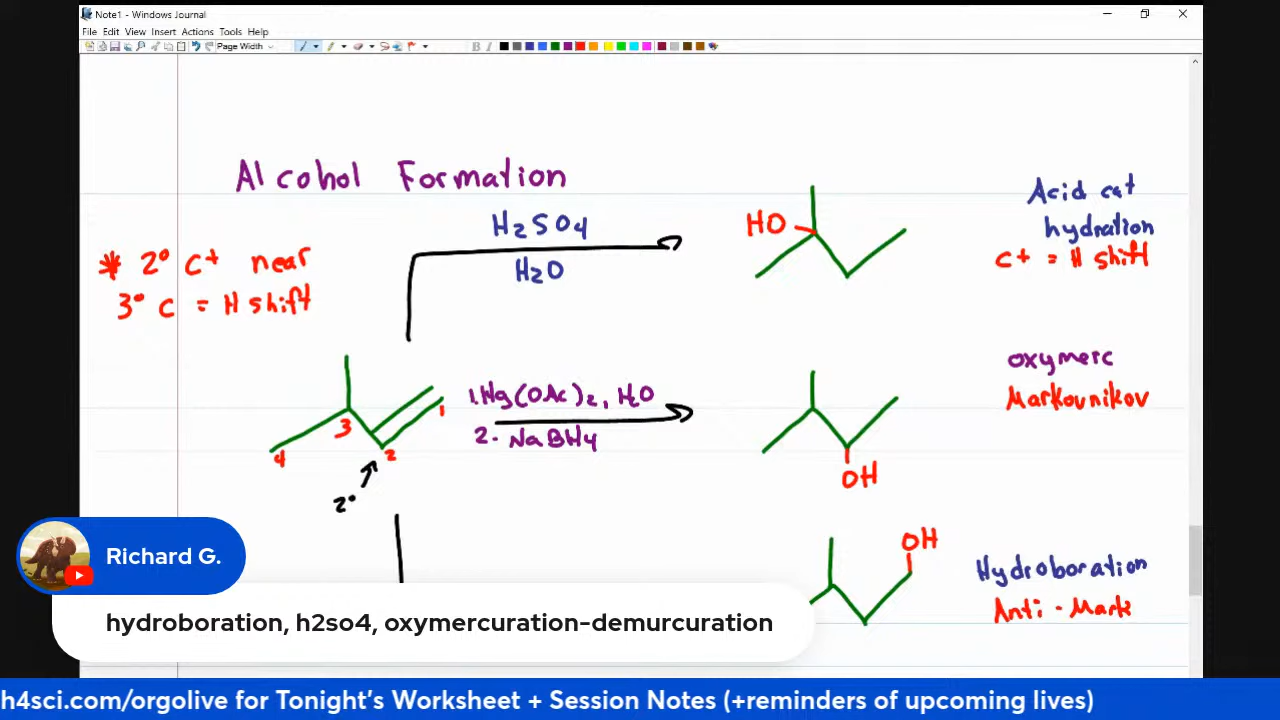 Note1 - Windows Journal
File Edit View Insert Actions Tools Help
Page Width
B I
Alcohol Formation
H2SO4
H2O
HO
Acid cat
hydration
C+ = H shift
* 2° C+ near
3° C = H shift
1. Hg(OAc)2, H2O
2. NaBH4
oxymerc
Markovnikov
1
2
3
4
2°
OH
OH
Hydroboration
Anti - Mark
Richard G.
hydroboration, h2so4, oxymercuration-demurcuration
h4sci.com/orgolive for Tonight's Worksheet + Session Notes (+reminders of upcoming lives)